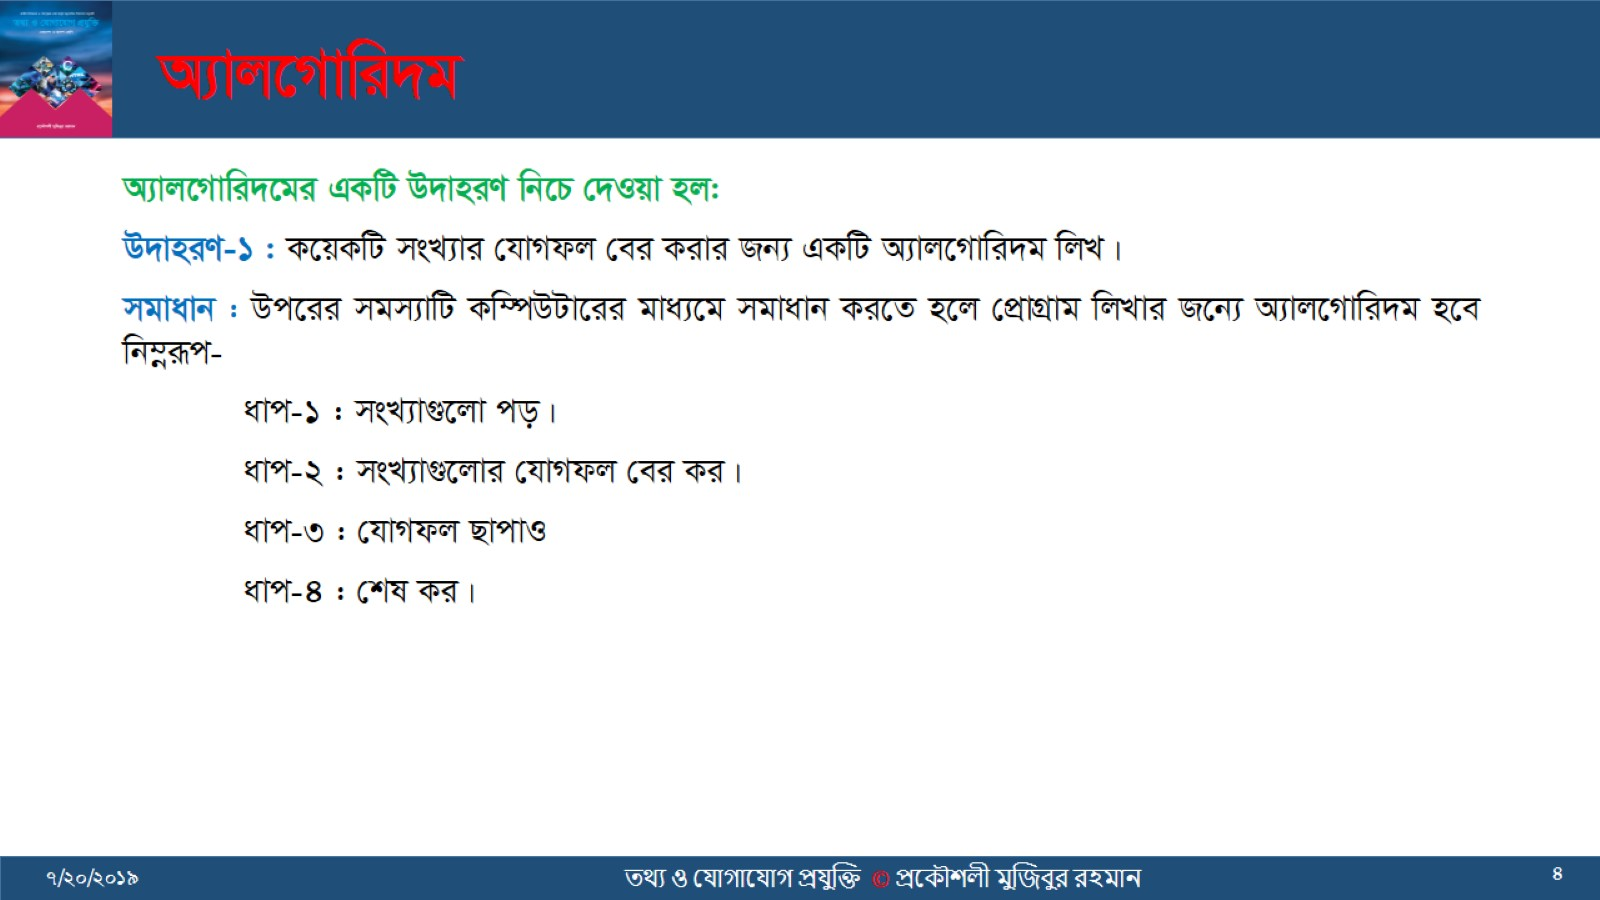 তথ্য ও যোগাযোগ প্রযুক্তি
অ্যালগোরিদম
অ্যালগোরিদমের একটি উদাহরণ নিচে দেওয়া হল:
উদাহরণ-১ : কয়েকটি সংখ্যার যোগফল বের করার জন্য একটি অ্যালগোরিদম লিখ।
সমাধান : উপরের সমস্যাটি কম্পিউটারের মাধ্যমে সমাধান করতে হলে প্রোগ্রাম লিখার জন্যে অ্যালগোরিদম হবে
নিম্নরূপ-
ধাপ-১ : সংখ্যাগুলো পড়।
ধাপ-২ : সংখ্যাগুলোর যোগফল বের কর।
ধাপ-৩ : যোগফল ছাপাও
ধাপ-৪ : শেষ কর।
৭/২০/২০১৯
তথ্য ও যোগাযোগ প্রযুক্তি © প্রকৌশলী মুজিবুর রহমান
৪